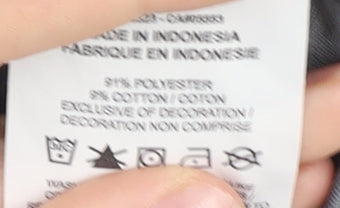 MADE IN INDONESIA
FABRIQUE EN INDONESIE
91% POLYESTER
9% COTTON / COTON
EXCLUSIVE OF DECORATION /
DECORATION NON COMPRISE